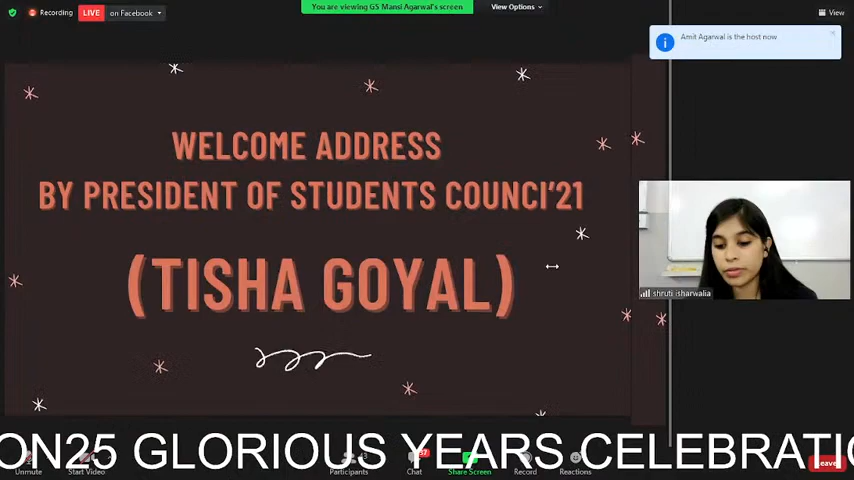 Recording
LIVE on Facebook
You are viewing GS Mansi Agarwal's screen
View Options
View
Amit Agarwal is the host now
WELCOME ADDRESS
BY PRESIDENT OF STUDENTS COUNCI'21
(TISHA GOYAL)
shruti isharwalia
ON25 GLORIOUS YEARS CELEBRATIO
Unmute
Start Video
Participants
Chat
Share Screen
Record
Reactions
Leave